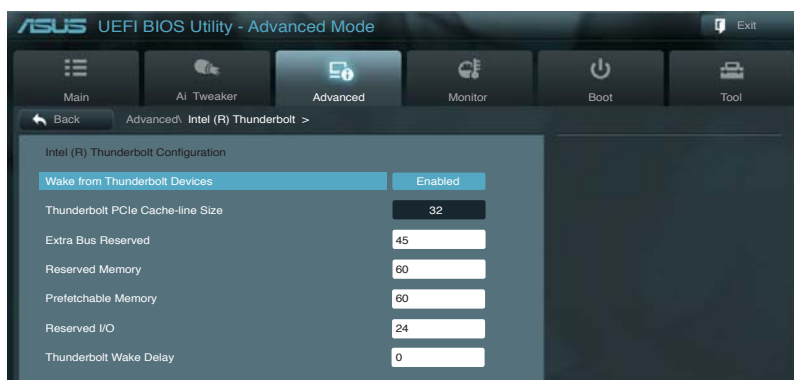 ASUS UEFI BIOS Utility - Advanced Mode
Exit
Main Ai Tweaker Advanced Monitor Boot Tool
Back Advanced\ Intel (R) Thunderbolt >
Intel (R) Thunderbolt Configuration
Wake from Thunderbolt Devices Enabled
Thunderbolt PCIe Cache-line Size 32
Extra Bus Reserved 45
Reserved Memory 60
Prefetchable Memory 60
Reserved I/O 24
Thunderbolt Wake Delay 0